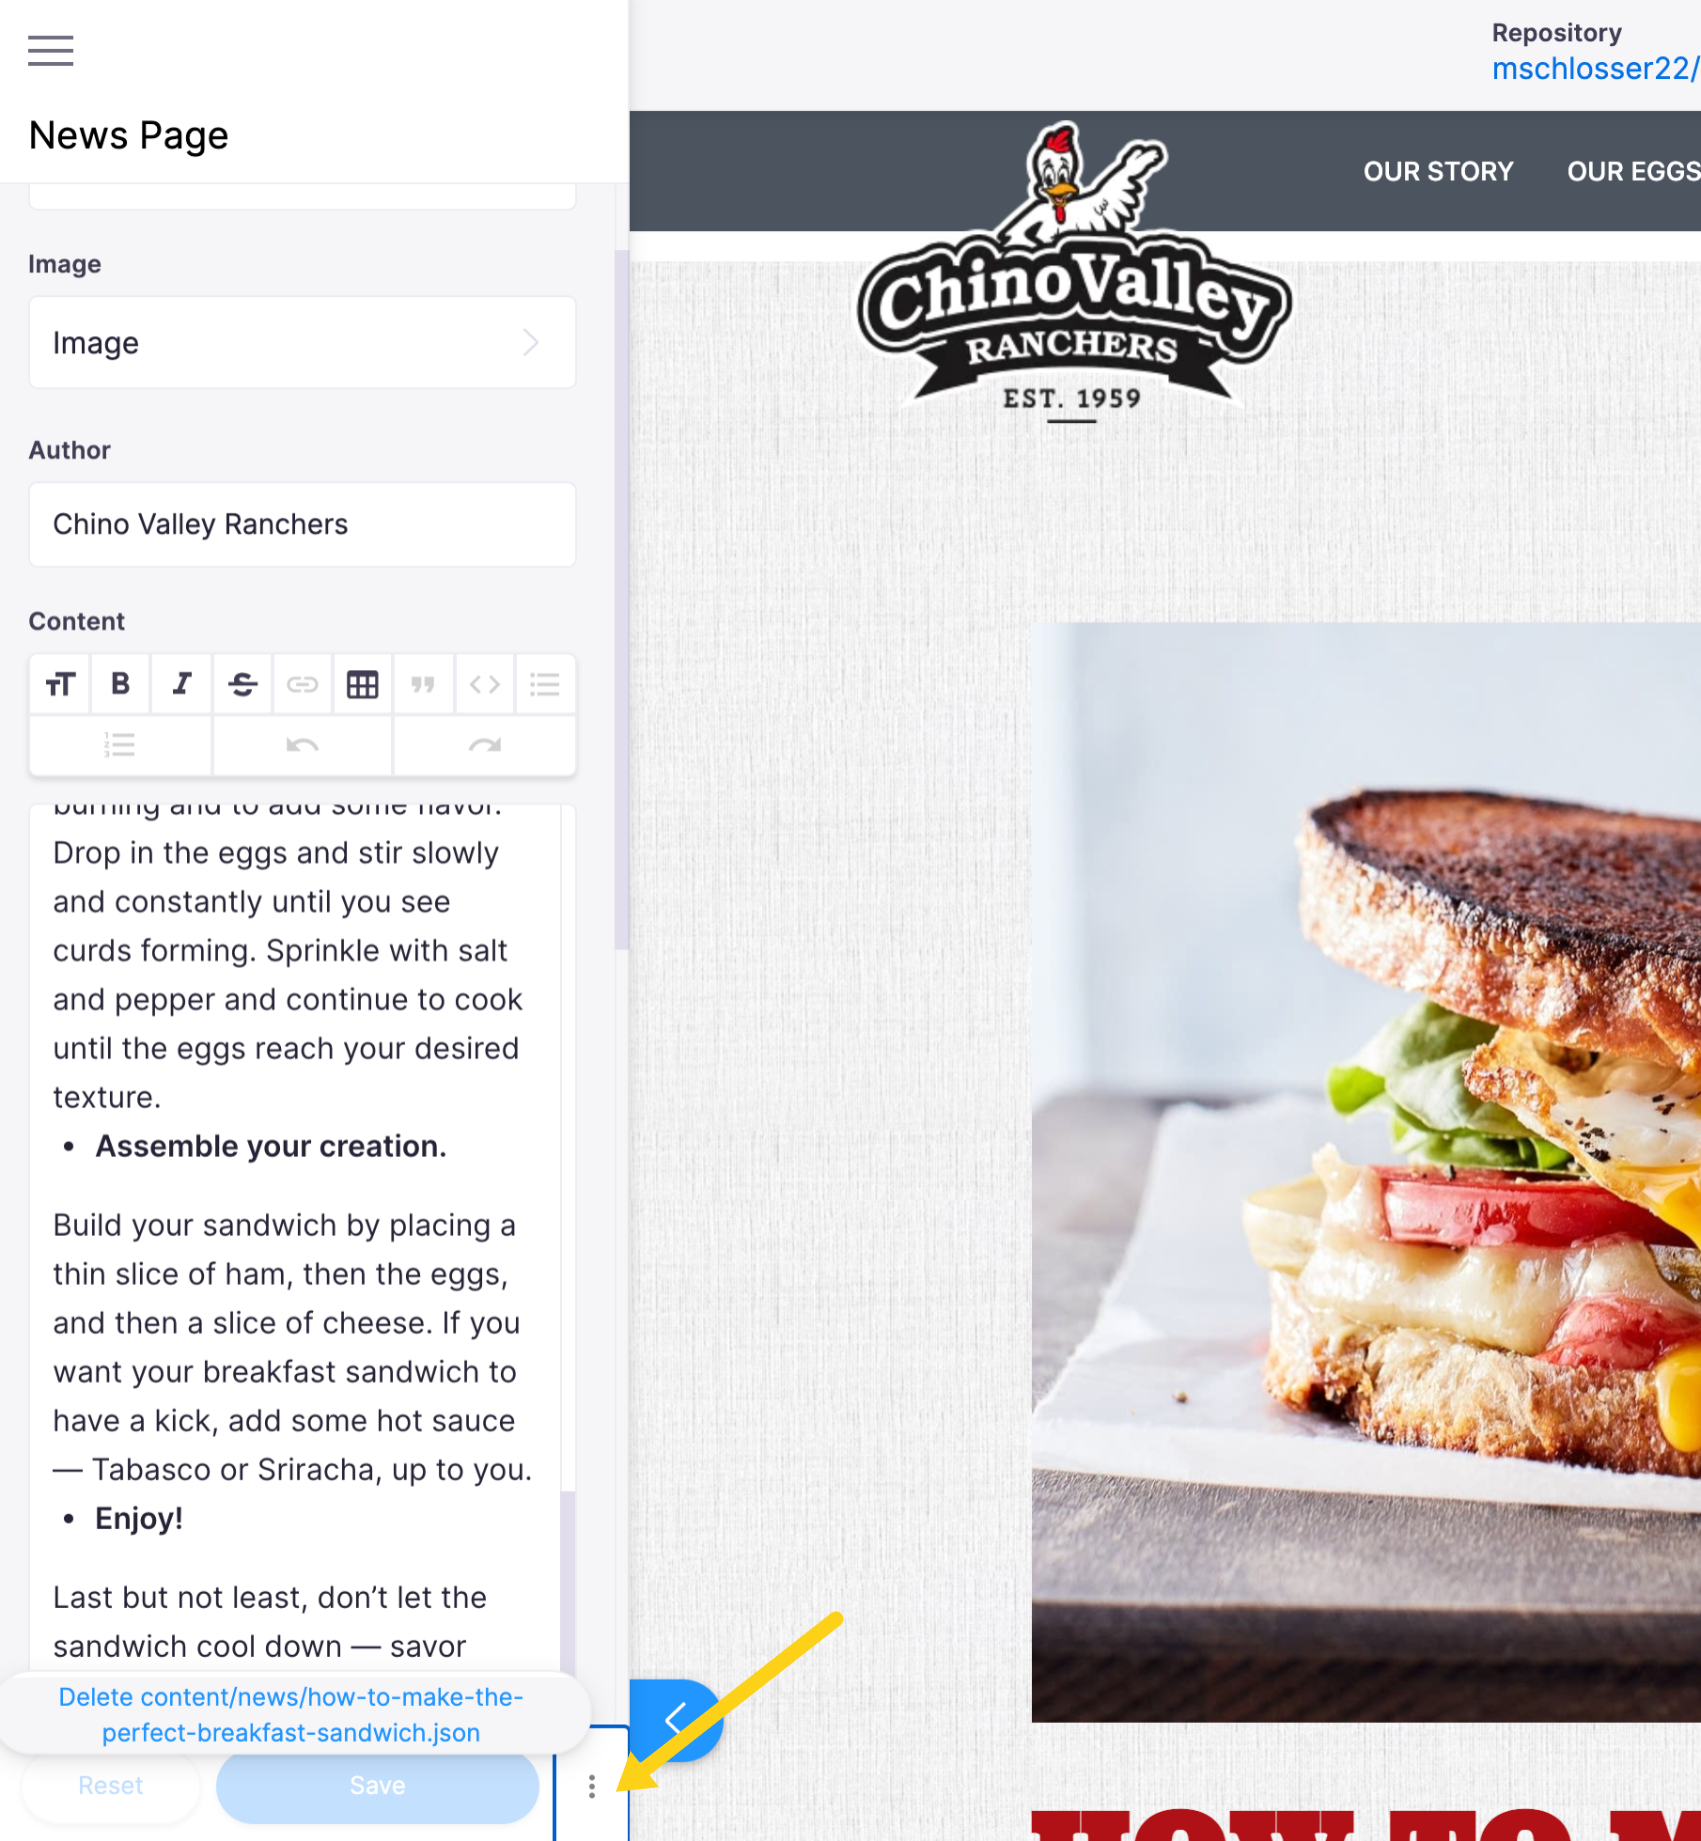 Repository
mschlosser22/
News Page
OUR STORY
OUR EGGS
ChinoValley
RANCHERS
EST. 1959
Image
Image
Author
Chino Valley Ranchers
Content
burning and to add some flavor.
Drop in the eggs and stir slowly
and constantly until you see
curds forming. Sprinkle with salt
and pepper and continue to cook
until the eggs reach your desired
texture.
• Assemble your creation.
Build your sandwich by placing a
thin slice of ham, then the eggs,
and then a slice of cheese. If you
want your breakfast sandwich to
have a kick, add some hot sauce
— Tabasco or Sriracha, up to you.
• Enjoy!
Last but not least, don’t let the
sandwich cool down — savor
Delete content/news/how-to-make-the-
perfect-breakfast-sandwich.json
Reset
Save
HOW TO M